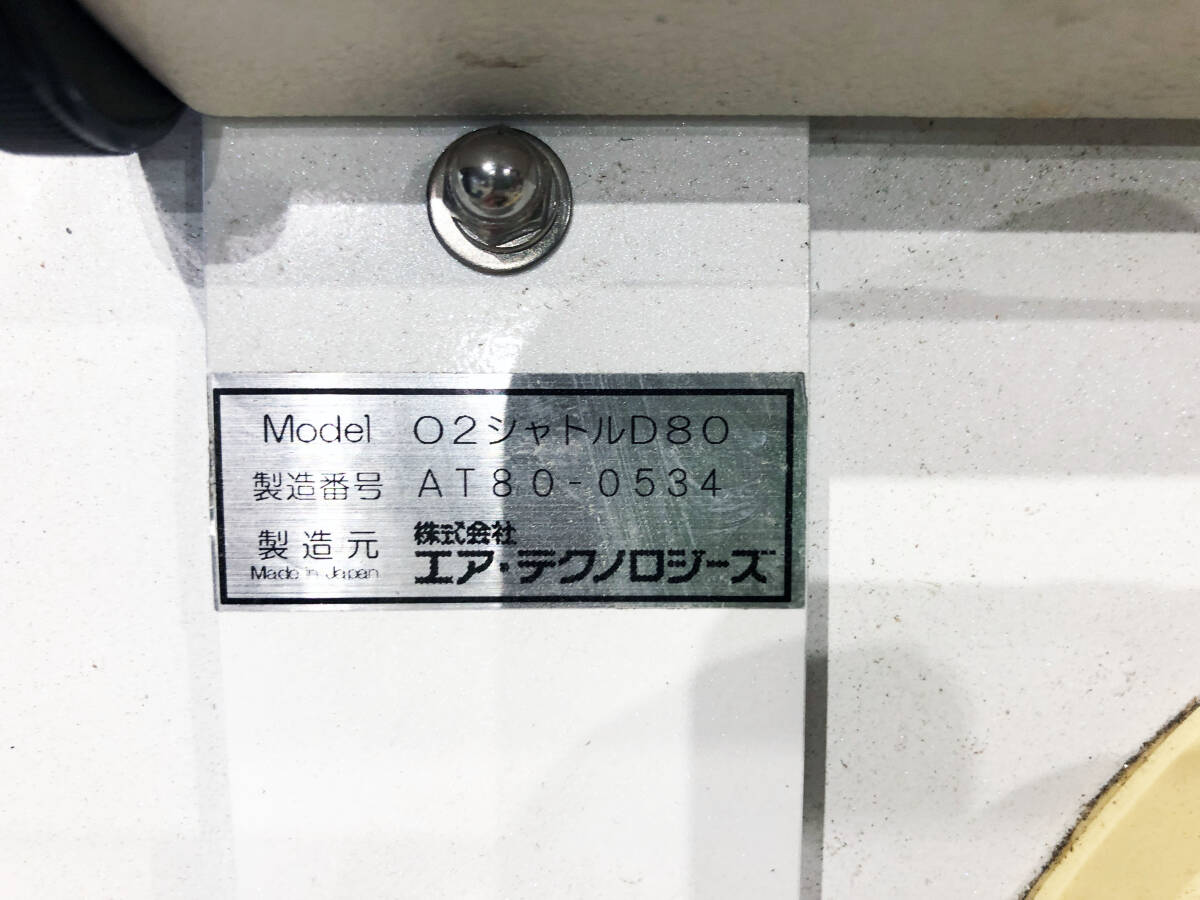 Model O2シャトルD80
製造番号 AT80-0534
製造元 株式会社
Made in Japan エア・テクノロジーズ